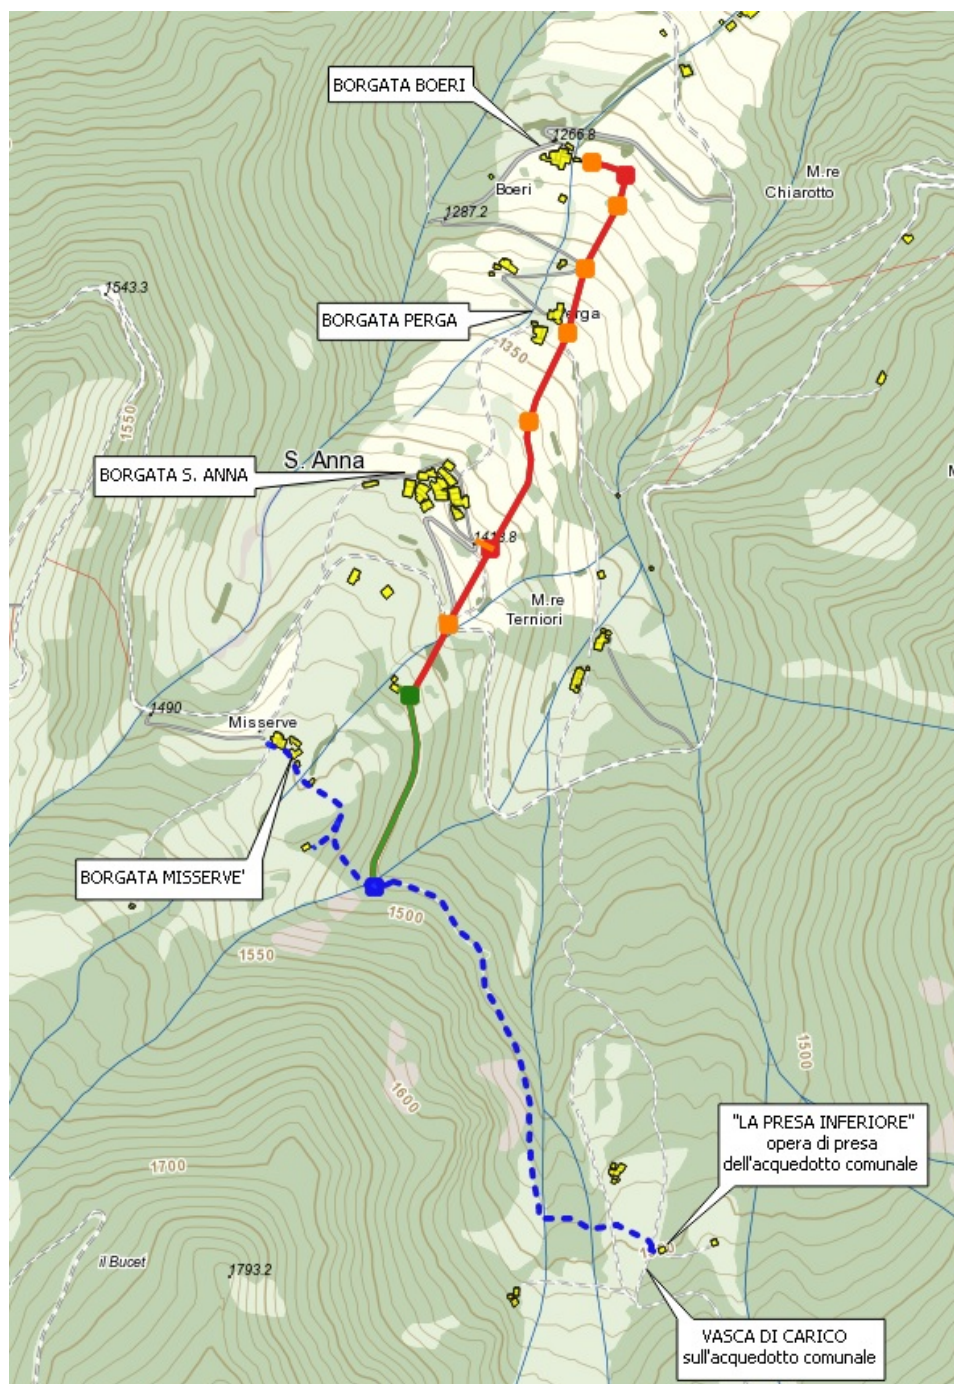 BORGATA BOERI
1266.8
M.re
Chiarotto
Boeri
1287.2
1543.3
BORGATA PERGA
erga
1350
1550
S. Anna
BORGATA S. ANNA
M.re
Terniori
1490
Misserve
BORGATA MISSERVE'
1500
1550
1500
1600
"LA PRESA INFERIORE"
opera di presa
dell'acquedotto comunale
1700
il Bucet
1793.2
VASCA DI CARICO
sull'acquedotto comunale